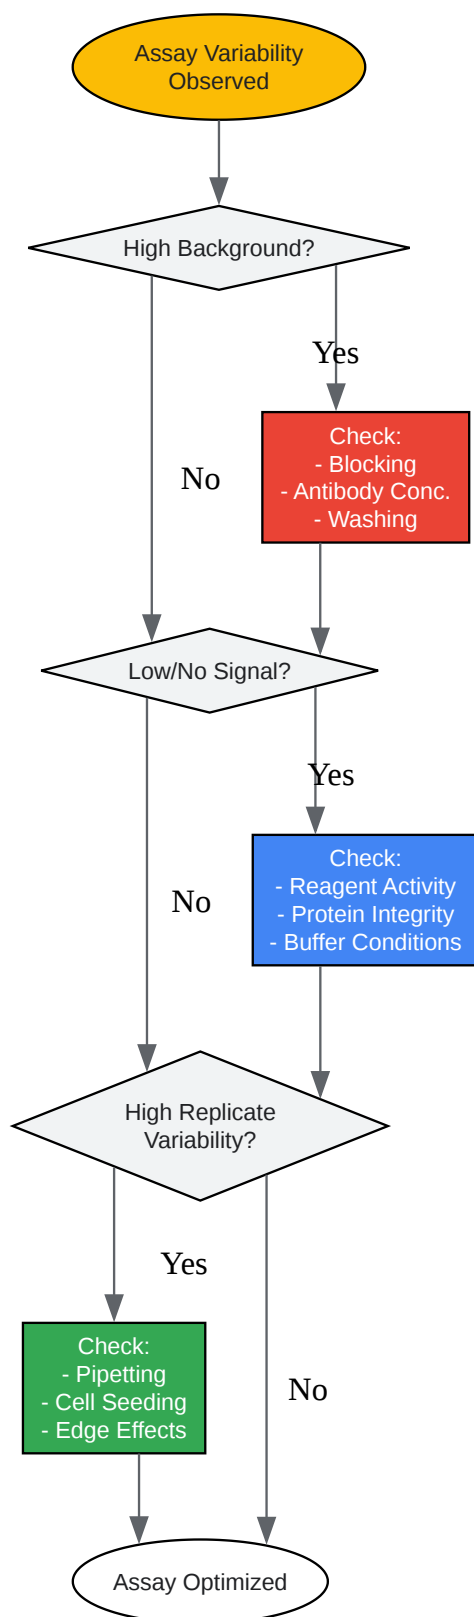 Assay Variability
Observed
High Background?
Yes
Check:
- Blocking
- Antibody Conc.
- Washing
No
Low/No Signal?
Yes
Check:
- Reagent Activity
- Protein Integrity
- Buffer Conditions
No
High Replicate
Variability?
Yes
Check:
- Pipetting
- Cell Seeding
- Edge Effects
No
Assay Optimized